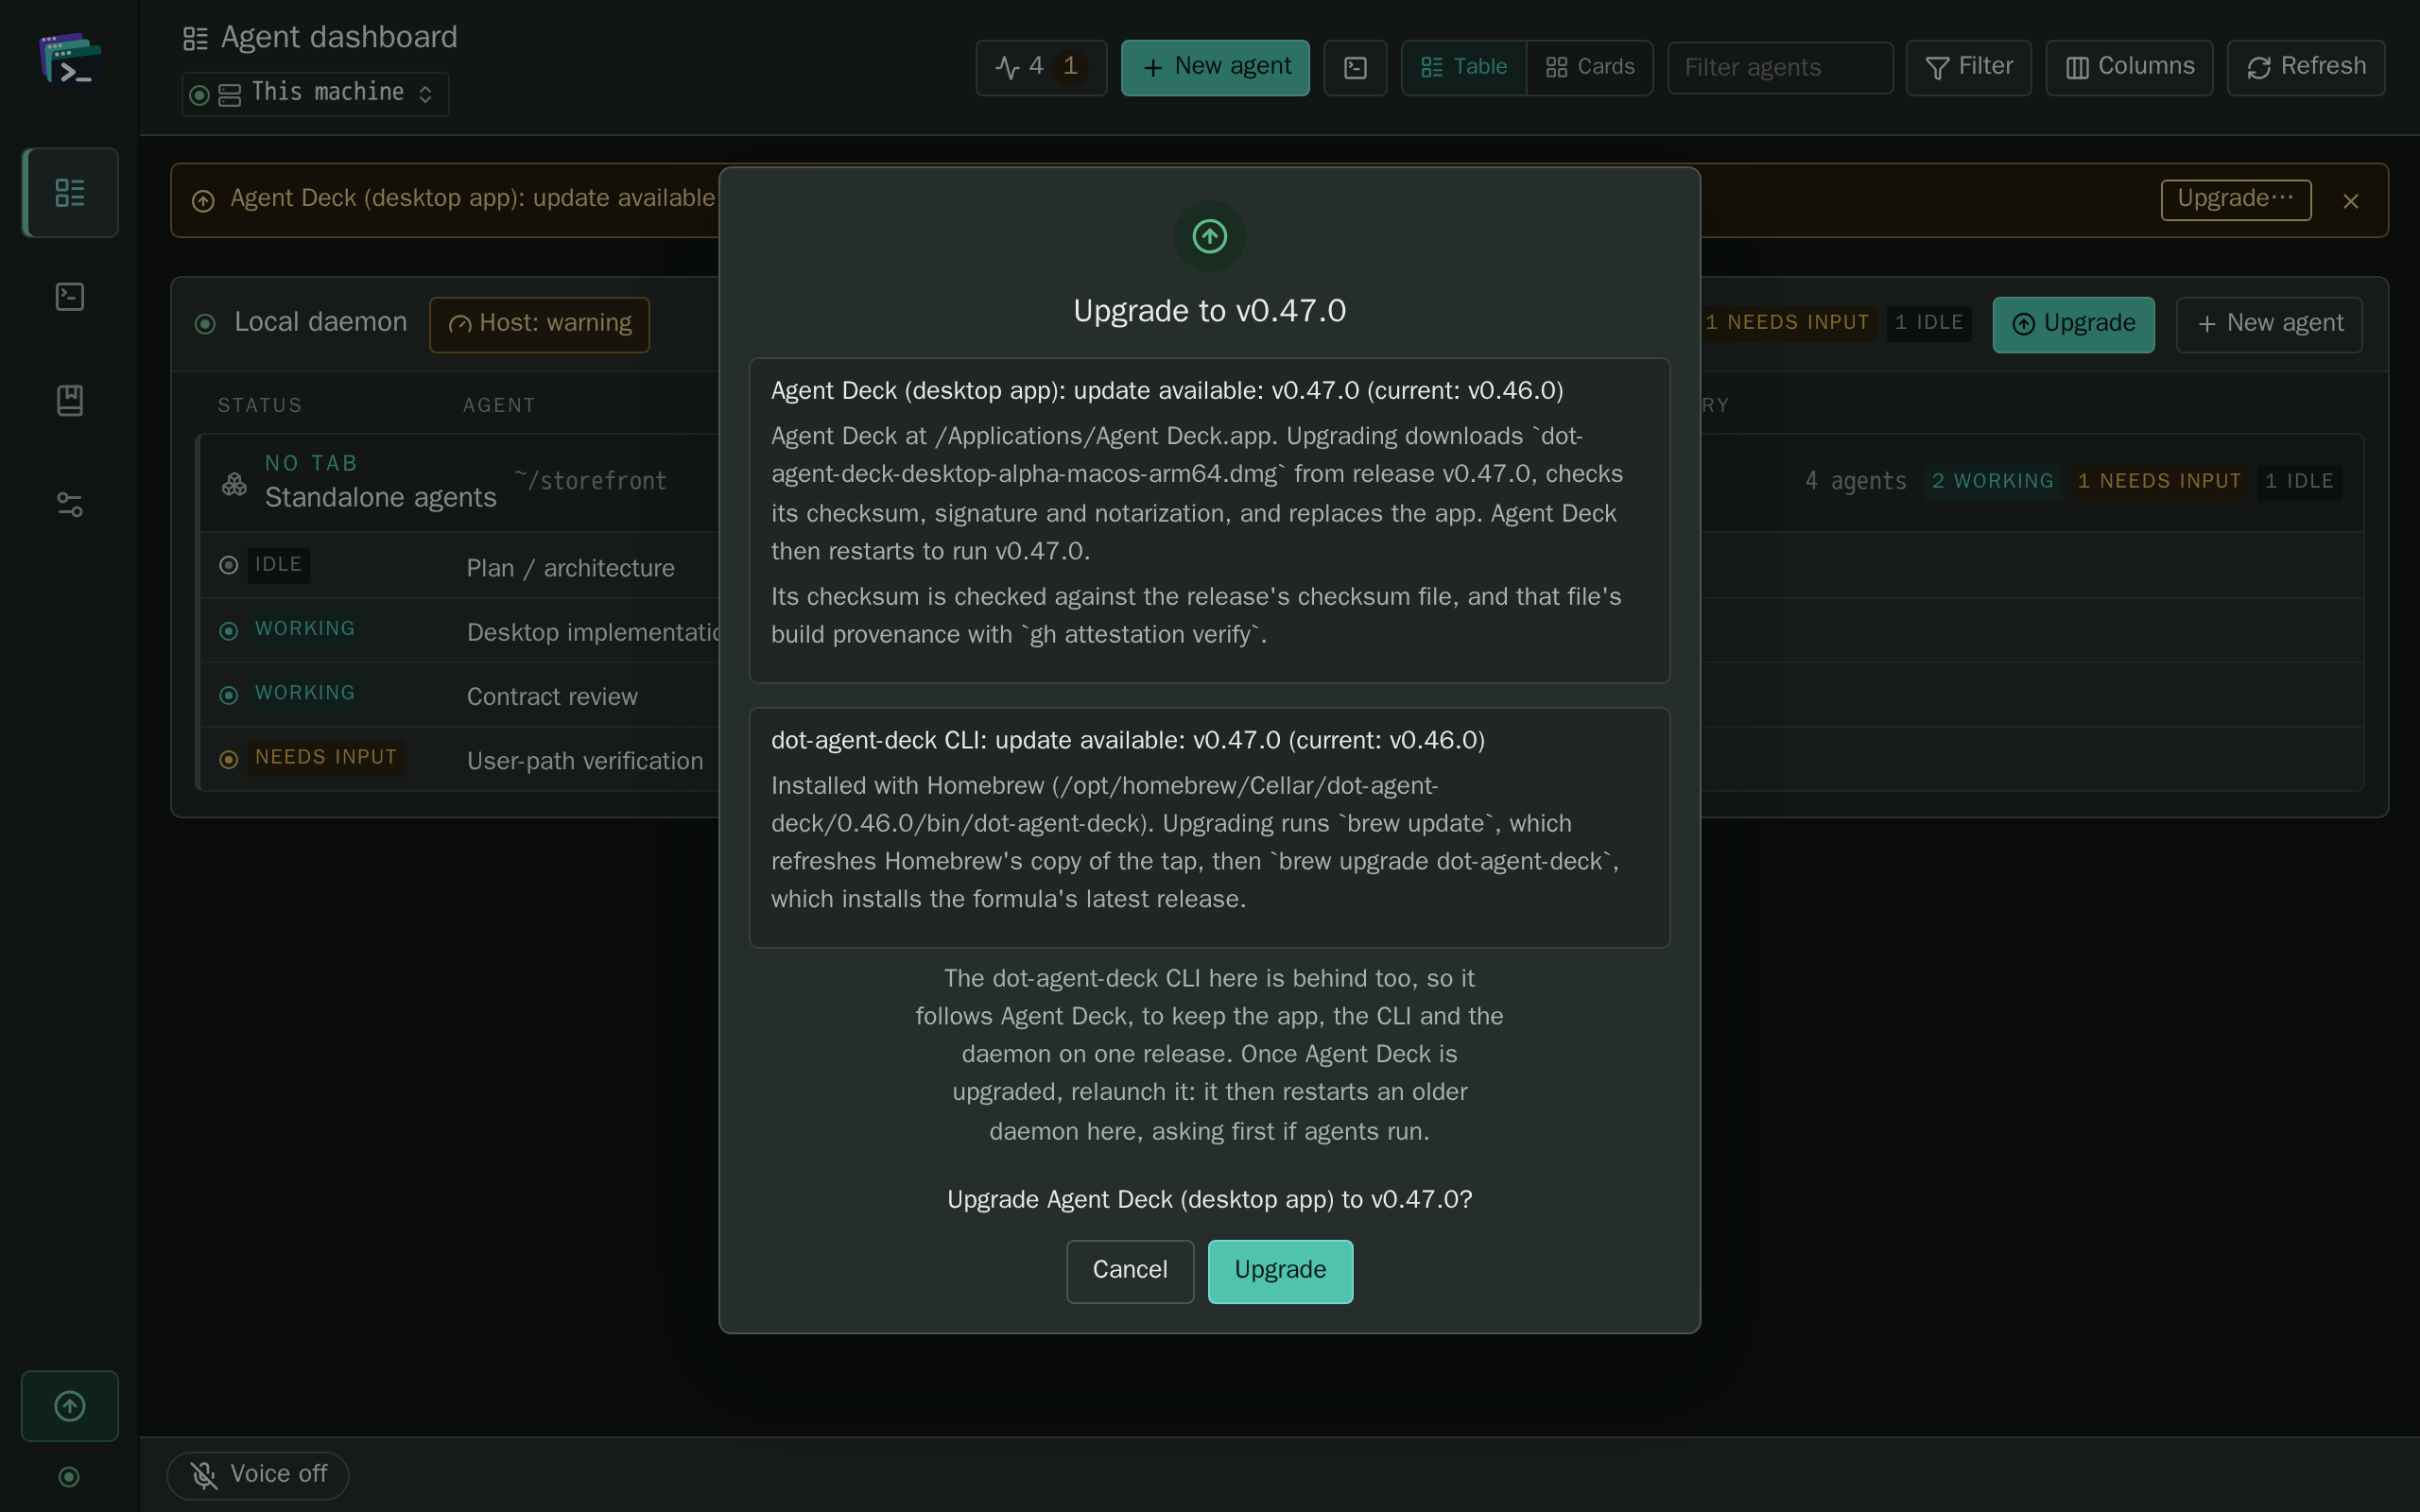 Agent dashboard
This machine
4 1
New agent
Table
Cards
Filter agents
Filter
Columns
Refresh
Agent Deck (desktop app): update available
Upgrade···
Local daemon
Host: warning
1 NEEDS INPUT
1 IDLE
Upgrade
New agent
STATUS
AGENT
RY
NO TAB
Standalone agents
~/storefront
4 agents
2 WORKING
1 NEEDS INPUT
1 IDLE
IDLE
Plan / architecture
WORKING
Desktop implementatio
WORKING
Contract review
NEEDS INPUT
User-path verification
Upgrade to v0.47.0
Agent Deck (desktop app): update available: v0.47.0 (current: v0.46.0)
Agent Deck at /Applications/Agent Deck.app. Upgrading downloads `dot-
agent-deck-desktop-alpha-macos-arm64.dmg` from release v0.47.0, checks
its checksum, signature and notarization, and replaces the app. Agent Deck
then restarts to run v0.47.0.
Its checksum is checked against the release's checksum file, and that file's
build provenance with `gh attestation verify`.
dot-agent-deck CLI: update available: v0.47.0 (current: v0.46.0)
Installed with Homebrew (/opt/homebrew/Cellar/dot-agent-
deck/0.46.0/bin/dot-agent-deck). Upgrading runs `brew update`, which
refreshes Homebrew's copy of the tap, then `brew upgrade dot-agent-deck`,
which installs the formula's latest release.
The dot-agent-deck CLI here is behind too, so it
follows Agent Deck, to keep the app, the CLI and the
daemon on one release. Once Agent Deck is
upgraded, relaunch it: it then restarts an older
daemon here, asking first if agents run.
Upgrade Agent Deck (desktop app) to v0.47.0?
Cancel
Upgrade
Voice off